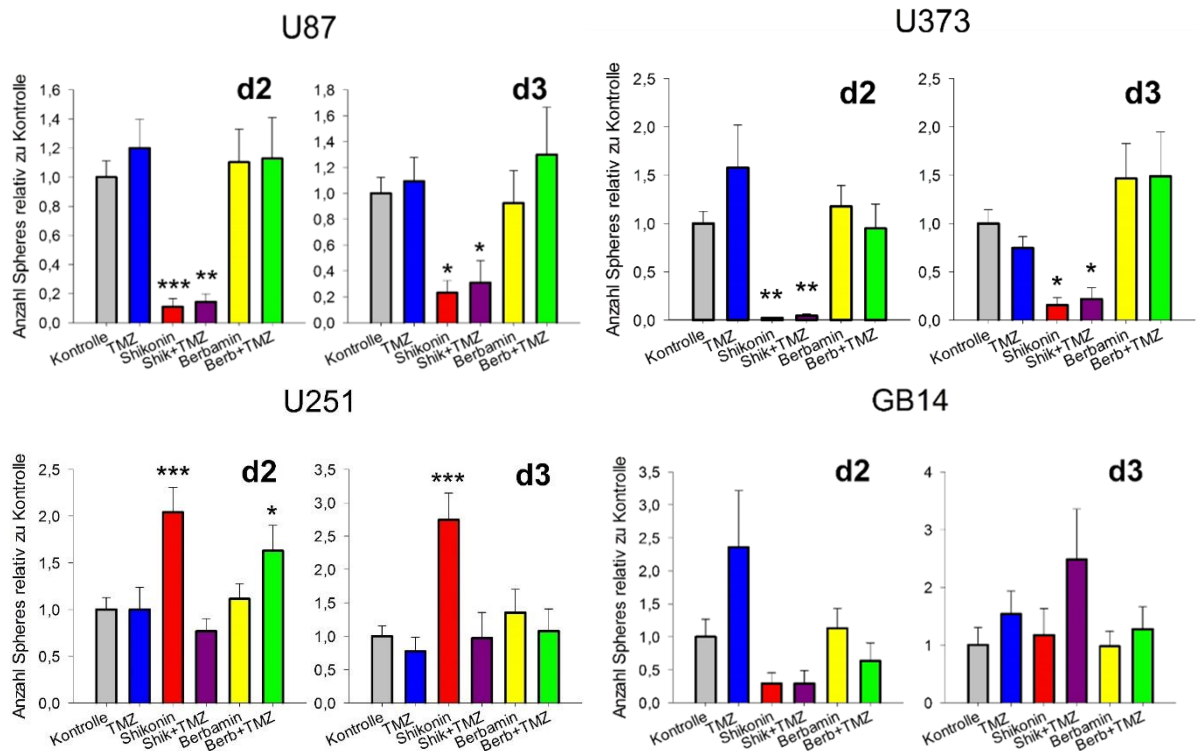 U87
Anzahl Spheres relativ zu Kontrolle
d2
1,6
1,4
1,2
1,0
0,8
0,6
0,4
0,2
0,0
*** **
Kontrolle TMZ Shikonin Shik+TMZ Berbamin Berb+TMZ
d3
1,8
1,6
1,4
1,2
1,0
0,8
0,6
0,4
0,2
0,0
* *
Kontrolle TMZ Shikonin Shik+TMZ Berbamin Berb+TMZ
U373
Anzahl Spheres relativ zu Kontrolle
d2
2,5
2,0
1,5
1,0
0,5
0,0
** **
Kontrolle TMZ Shikonin Shik+TMZ Berbamin Berb+TMZ
d3
2,5
2,0
1,5
1,0
0,5
0,0
* *
Kontrolle TMZ Shikonin Shik+TMZ Berbamin Berb+TMZ
U251
Anzahl Spheres relativ zu Kontrolle
d2
2,5
2,0
1,5
1,0
0,5
0,0
*** *
Kontrolle TMZ Shikonin Shik+TMZ Berbamin Berb+TMZ
d3
3,5
3,0
2,5
2,0
1,5
1,0
0,5
0,0
***
Kontrolle TMZ Shikonin Shik+TMZ Berbamin Berb+TMZ
GB14
Anzahl Spheres relativ zu Kontrolle
d2
3,5
3,0
2,5
2,0
1,5
1,0
0,5
0,0
Kontrolle TMZ Shikonin Shik+TMZ Berbamin Berb+TMZ
d3
4
3
2
1
0
Kontrolle TMZ Shikonin Shik+TMZ Berbamin Berb+TMZ